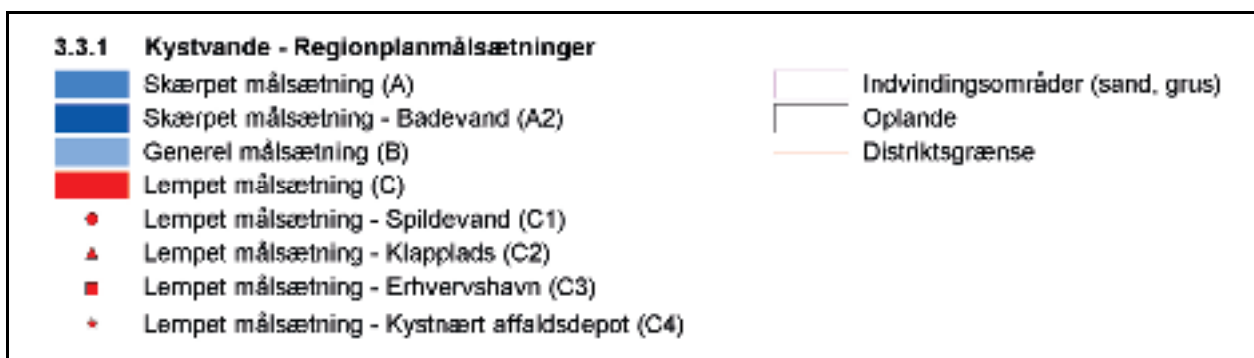 3.3.1 Kystvande - Regionplanmålsætninger
Skærpet målsætning (A)
Skærpet målsætning - Badevand (A2)
Generel målsætning (B)
Lempet målsætning (C)
Lempet målsætning - Spildevand (C1)
Lempet målsætning - Klapplads (C2)
Lempet målsætning - Erhvervshavn (C3)
Lempet målsætning - Kystnært affaldsdepot (C4)
Indvindingsområder (sand, grus)
Oplande
Distriktsgrænse